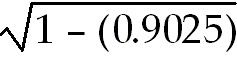 √1 – (0.9025)